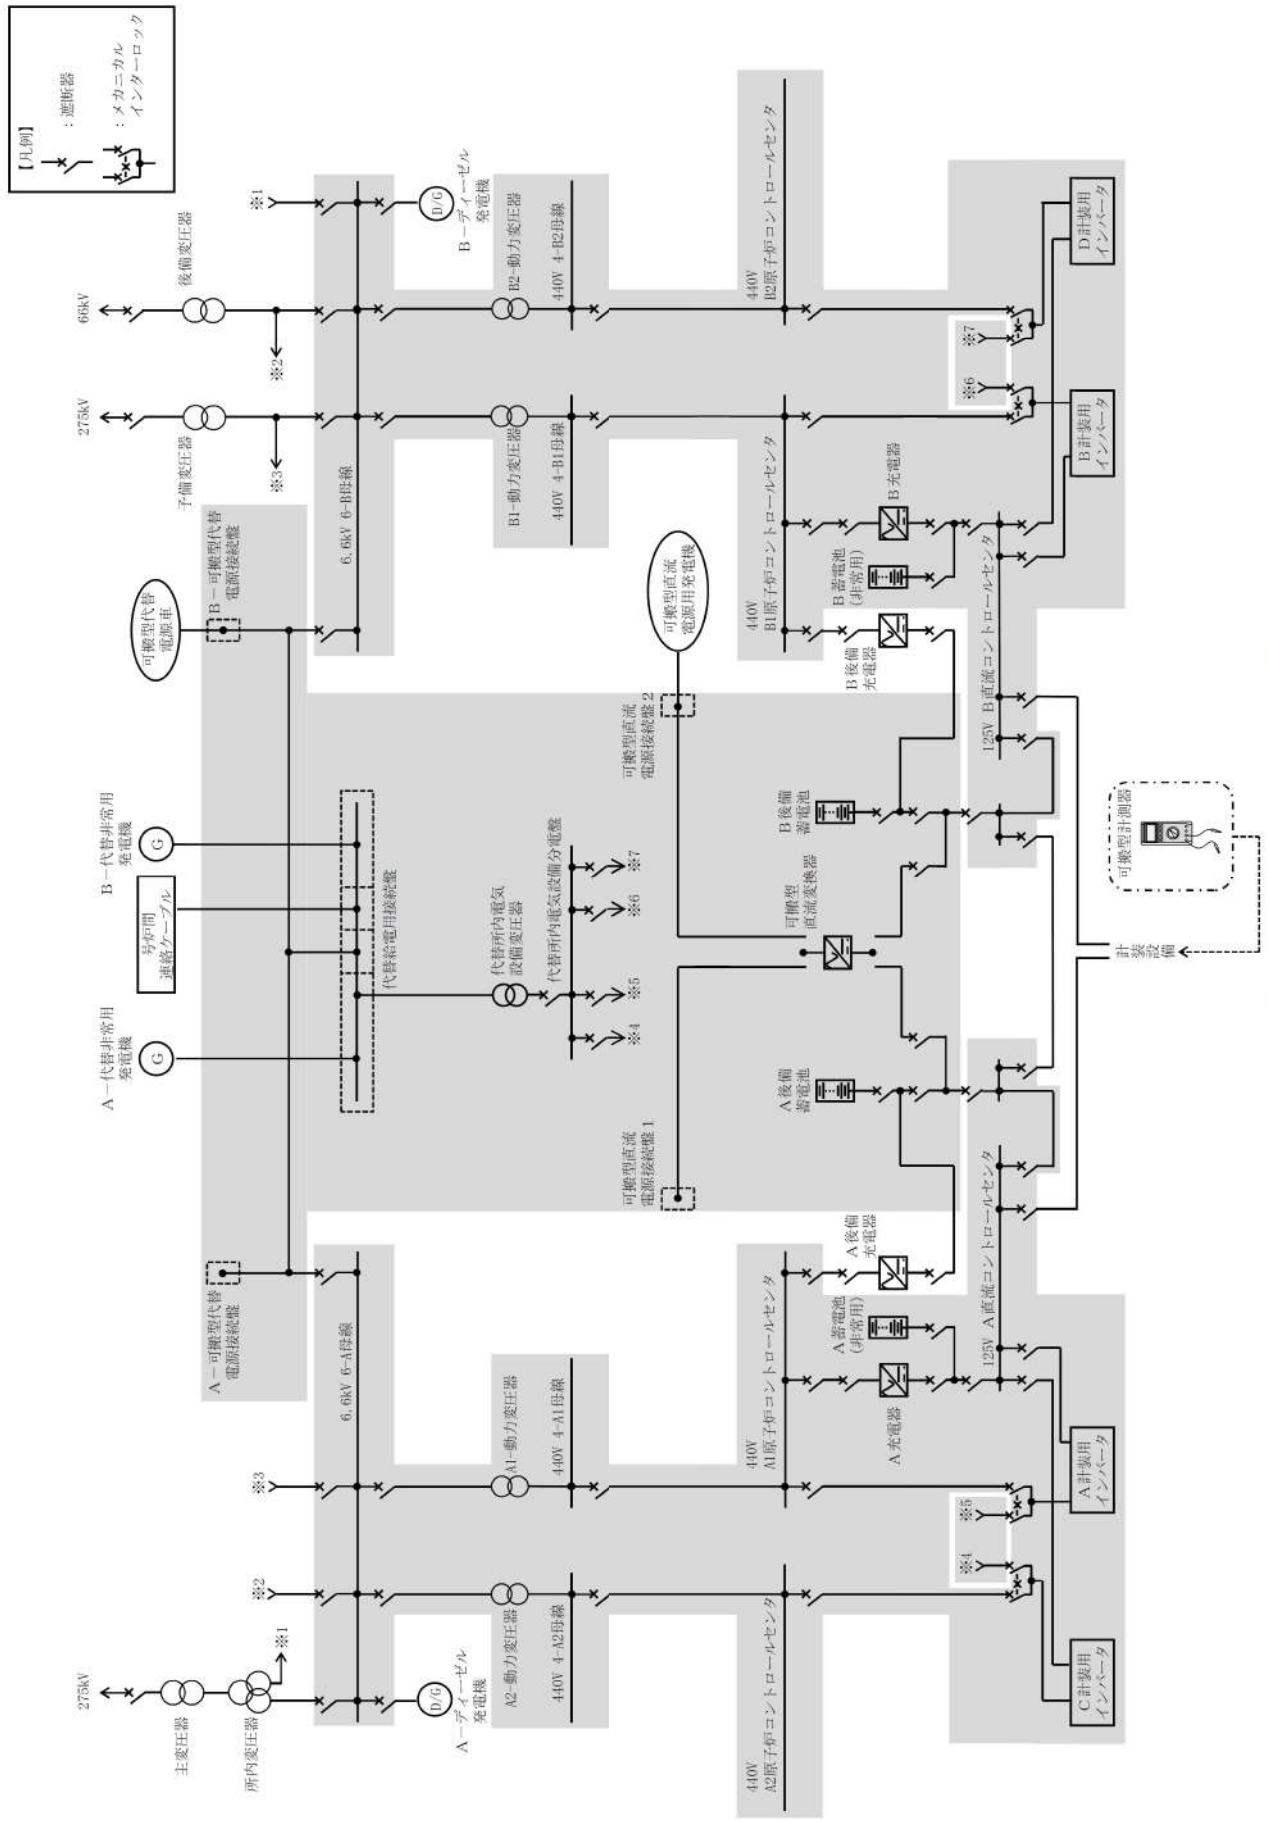 【凡例】
：遮断器
：メカニカル
インターロック
275kV
主変圧器
所内変圧器
※1
※2
※3
275kV
予備変圧器
※3
66kV
後備変圧器
※2
※1
A－可搬型代替
電源接続盤
A－代替非常用
発電機
G
号炉間
連絡ケーブル
B－代替非常用
発電機
G
可搬型代替
電源車
B－可搬型代替
電源接続盤
6.6kV 6-A母線
代替給電用接続盤
6.6kV 6-B母線
D/G
A－ディーゼル
発電機
D/G
B－ディーゼル
発電機
A2-動力変圧器
A1-動力変圧器
代替所内電気
設備変圧器
B1-動力変圧器
B2-動力変圧器
440V 4-A2母線
440V 4-A1母線
代替所内電気設備分電盤
440V 4-B1母線
440V 4-B2母線
※4
※5
※6
※7
可搬型直流
電源接続盤 1
可搬型直流
電源接続盤 2
可搬型直流
電源用発電機
440V
A2原子炉コントロールセンタ
440V
A1原子炉コントロールセンタ
440V
B1原子炉コントロールセンタ
440V
B2原子炉コントロールセンタ
A充電器
A蓄電池
(非常用)
A後備
充電器
A後備
蓄電池
可搬型
直流変換器
B後備
蓄電池
B後備
充電器
B蓄電池
(非常用)
B充電器
※4
※5
125V A直流コントロールセンタ
125V B直流コントロールセンタ
※6
※7
C計装用
インバータ
A計装用
インバータ
計装
設備
可搬型計測器
B計装用
インバータ
D計装用
インバータ